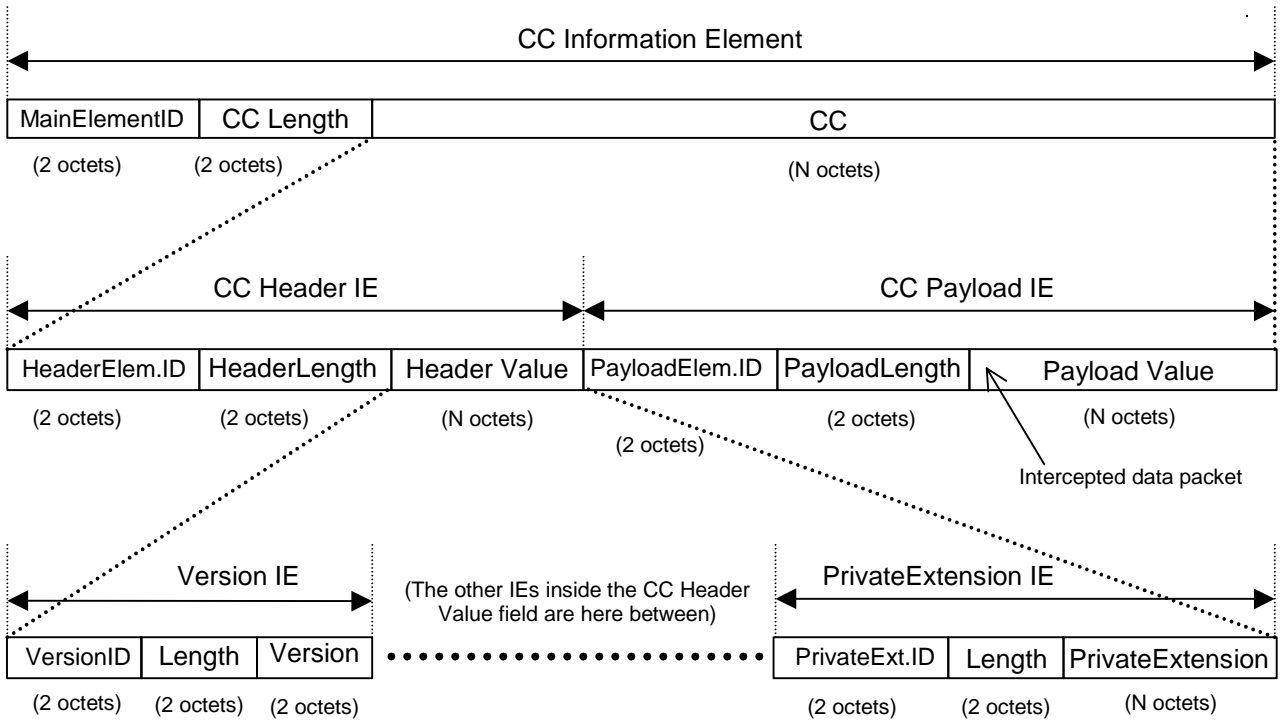 CC Information Element
MainElementID CC Length CC
(2 octets) (2 octets) (N octets)
CC Header IE CC Payload IE
HeaderElem.ID HeaderLength Header Value PayloadElem.ID PayloadLength Payload Value
(2 octets) (2 octets) (N octets) (2 octets) (2 octets) (N octets)
Intercepted data packet
Version IE (The other IEs inside the CC Header PrivateExtension IE
Value field are here between)
VersionID Length Version PrivateExt.ID Length PrivateExtension
(2 octets) (2 octets) (2 octets) (2 octets) (2 octets) (N octets)